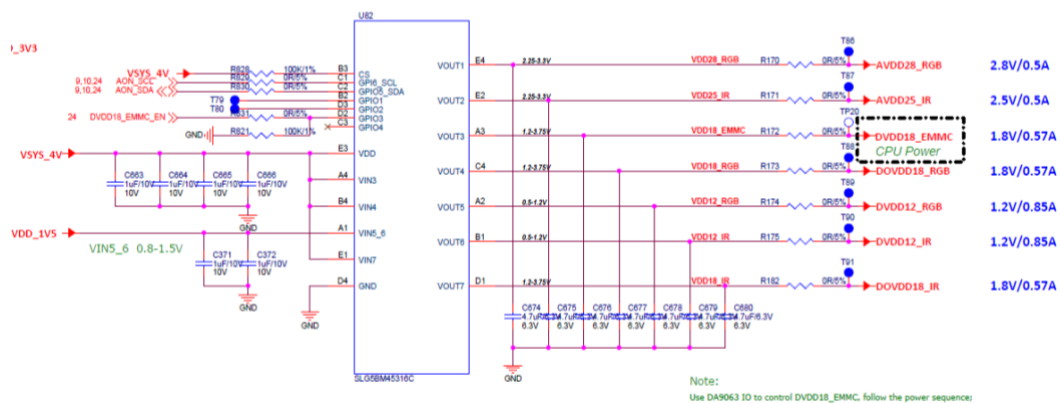 U82
O_3V3
T86
VSYS_4V R828 100K/1% B3 CS VOUT1 E4 2.25-3.3V VDD28_RGB R170 0R/5% AVDD28_RGB 2.8V/0.5A
9,10,24 AON_SCL R829 0R/5% C1 GPI6_SCL
9,10,24 AON_SDA R830 0R/5% C2 GPIO5_SDA
T87
T79 B2 GPIO1 VOUT2 E2 2.25-3.3V VDD25_IR R171 0R/5% AVDD25_IR 2.5V/0.5A
T80 D3 GPIO2
24 DVDD18_EMMC_EN R831 0R/5% D2 GPIO3
TP20
GND R821 100K/1% C3 GPIO4 VOUT3 A3 1.2-3.75V VDD18_EMMC R172 0R/5% DVDD18_EMMC 1.8V/0.57A
CPU Power
VSYS_4V E3 VDD
T88
C663 1uF/10V 10V
C664 1uF/10V 10V
C665 1uF/10V 10V
C666 1uF/10V 10V
A4 VIN3 VOUT4 C4 1.2-3.75V VDD18_RGB R173 0R/5% DOVDD18_RGB 1.8V/0.57A
T89
GND
B4 VIN4 VOUT5 A2 0.5-1.2V VDD12_RGB R174 0R/5% DVDD12_RGB 1.2V/0.85A
T90
VDD_1V5 A1 VIN5_6 VOUT6 B1 0.5-1.2V VDD12_IR R175 0R/5% DVDD12_IR 1.2V/0.85A
VIN5_6 0.8-1.5V
C371 1uF/10V 10V
C372 1uF/10V 10V
E1 VIN7
T91
D4 GND VOUT7 D1 1.2-3.75V VDD18_IR R182 0R/5% DOVDD18_IR 1.8V/0.57A
GND
GND
C674 C675 C676 C677 C678 C679 C680
4.7uF/6.3V
6.3V 6.3V 6.3V 6.3V 6.3V 6.3V 6.3V
GND
SLG5BM45316C
Note:
Use DA9063 IO to control DVDD18_EMMC, follow the power sequence;